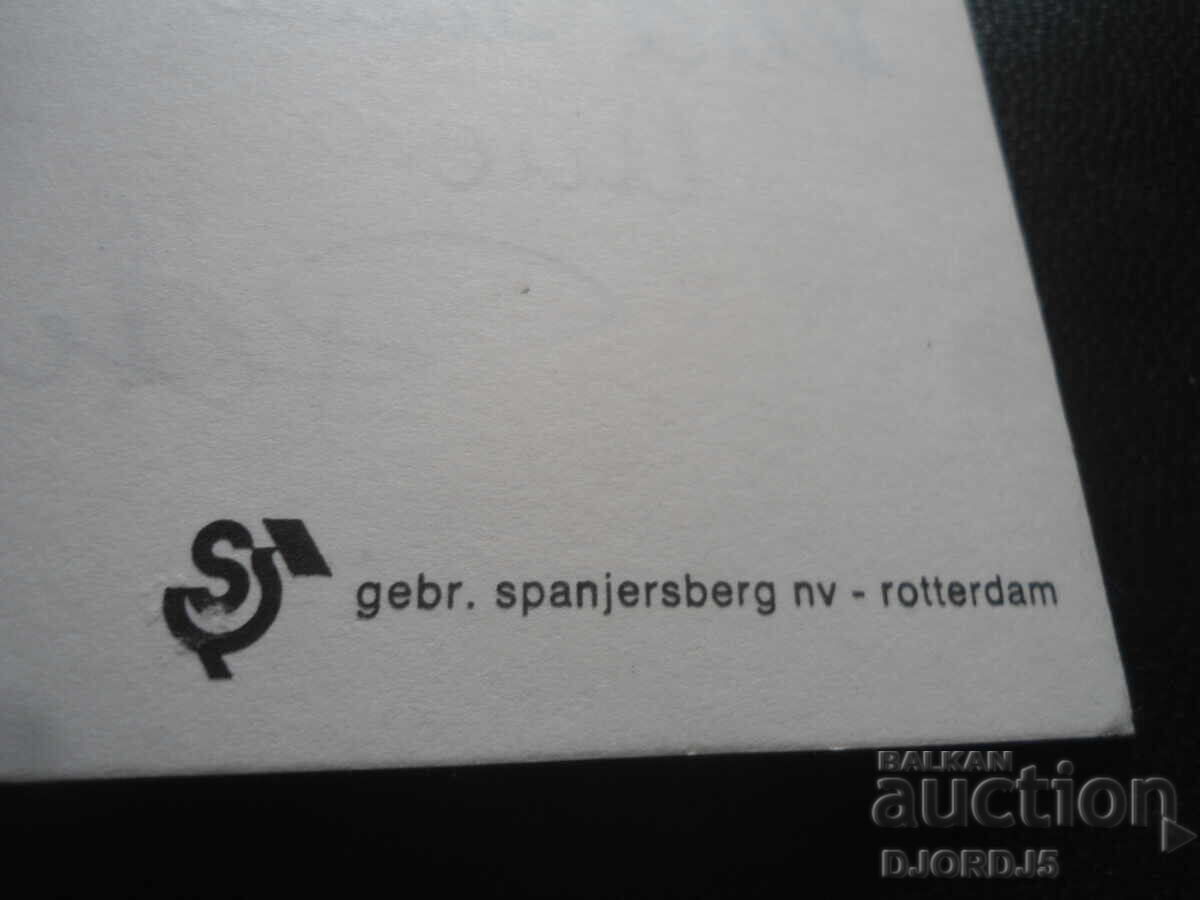 S
gebr. spanjersberg nv - rotterdam
BALKAN
auction
DJORDJ5